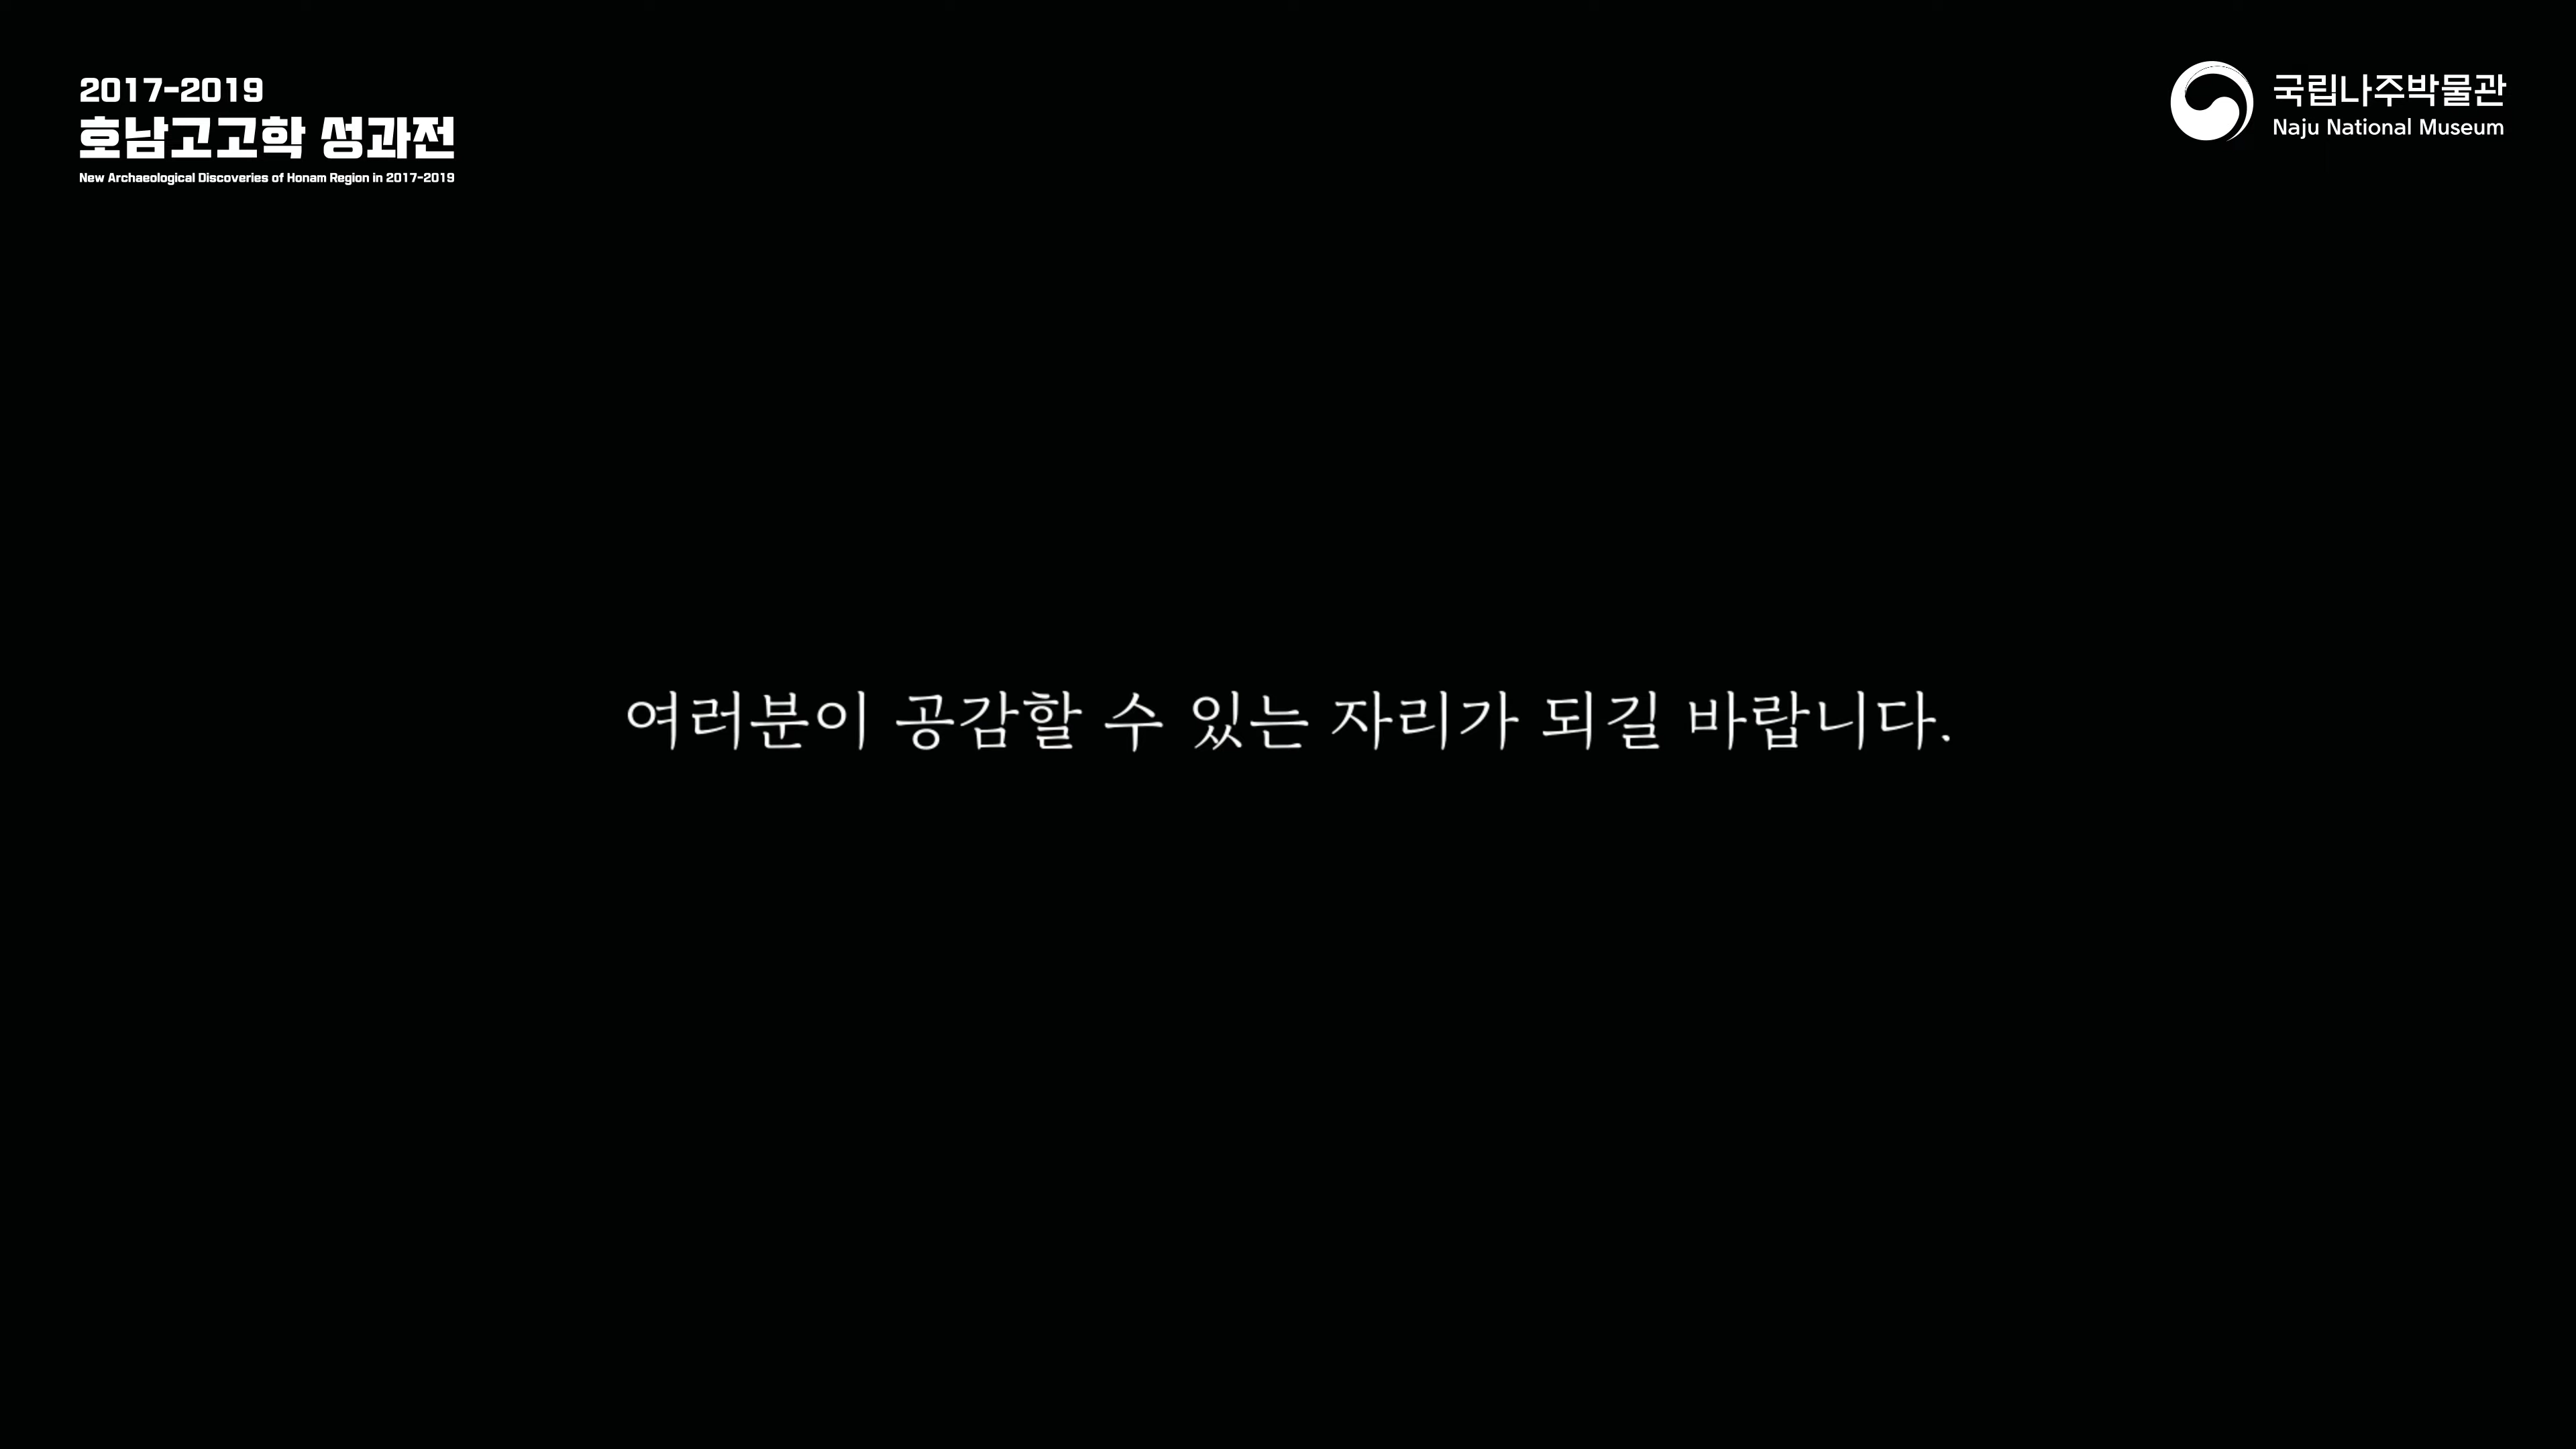 2017-2019
호남고고학 성과전
New Archaeological Discoveries of Honam Region in 2017-2019
국립나주박물관
Naju National Museum
여러분이 공감할 수 있는 자리가 되길 바랍니다.